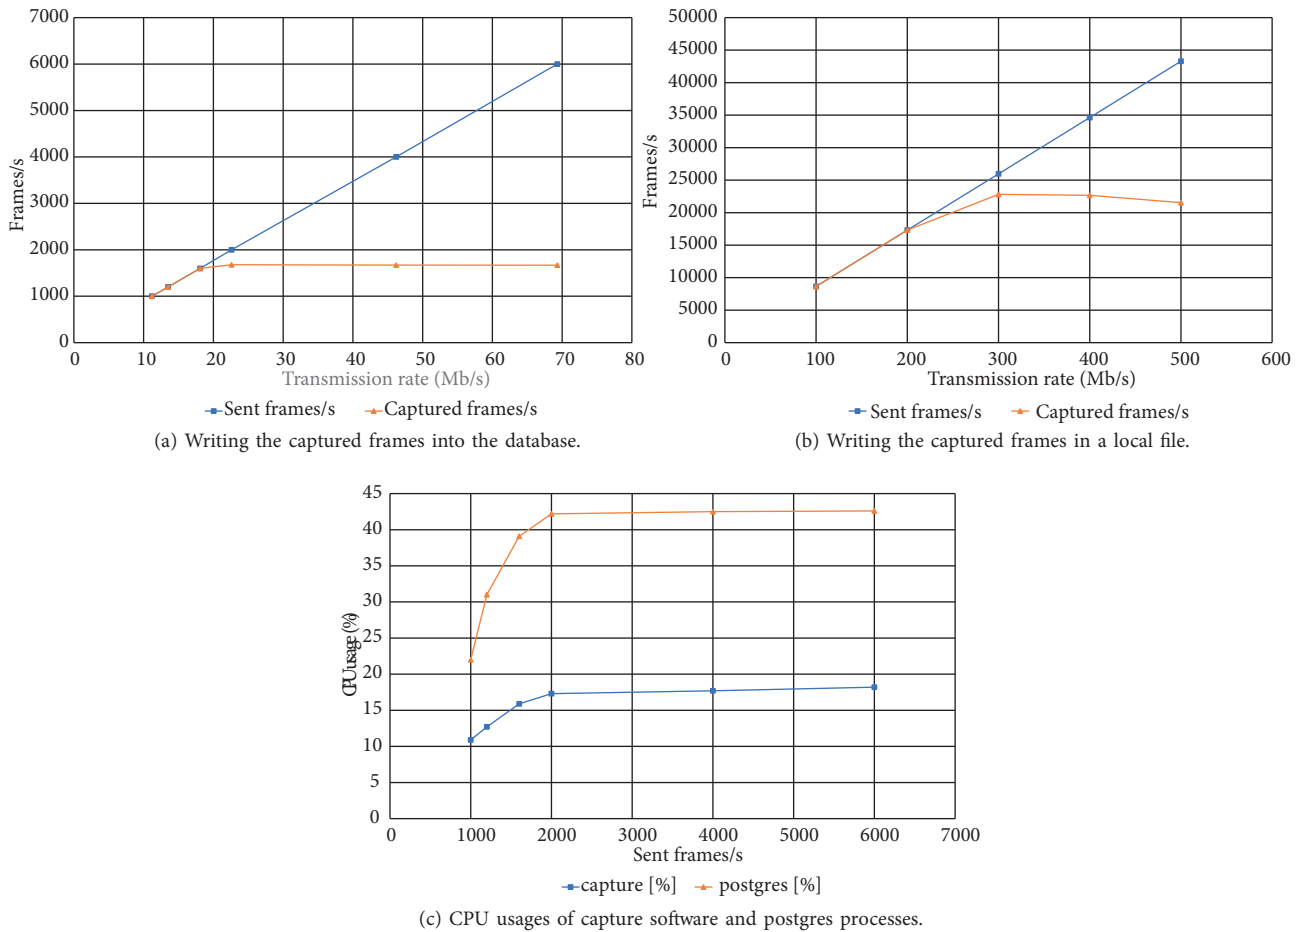 7000
6000
5000
4000
3000
2000
1000
0
Frames/s
0 10 20 30 40 50 60 70 80
Transmission rate (Mb/s)
Sent frames/s Captured frames/s
(a) Writing the captured frames into the database.
50000
45000
40000
35000
30000
25000
20000
15000
10000
5000
0
Frames/s
0 100 200 300 400 500 600
Transmission rate (Mb/s)
Sent frames/s Captured frames/s
(b) Writing the captured frames in a local file.
45
40
35
30
25
20
15
10
5
0
CPU usage (%)
0 1000 2000 3000 4000 5000 6000 7000
Sent frames/s
capture [%] postgres [%]
(c) CPU usages of capture software and postgres processes.